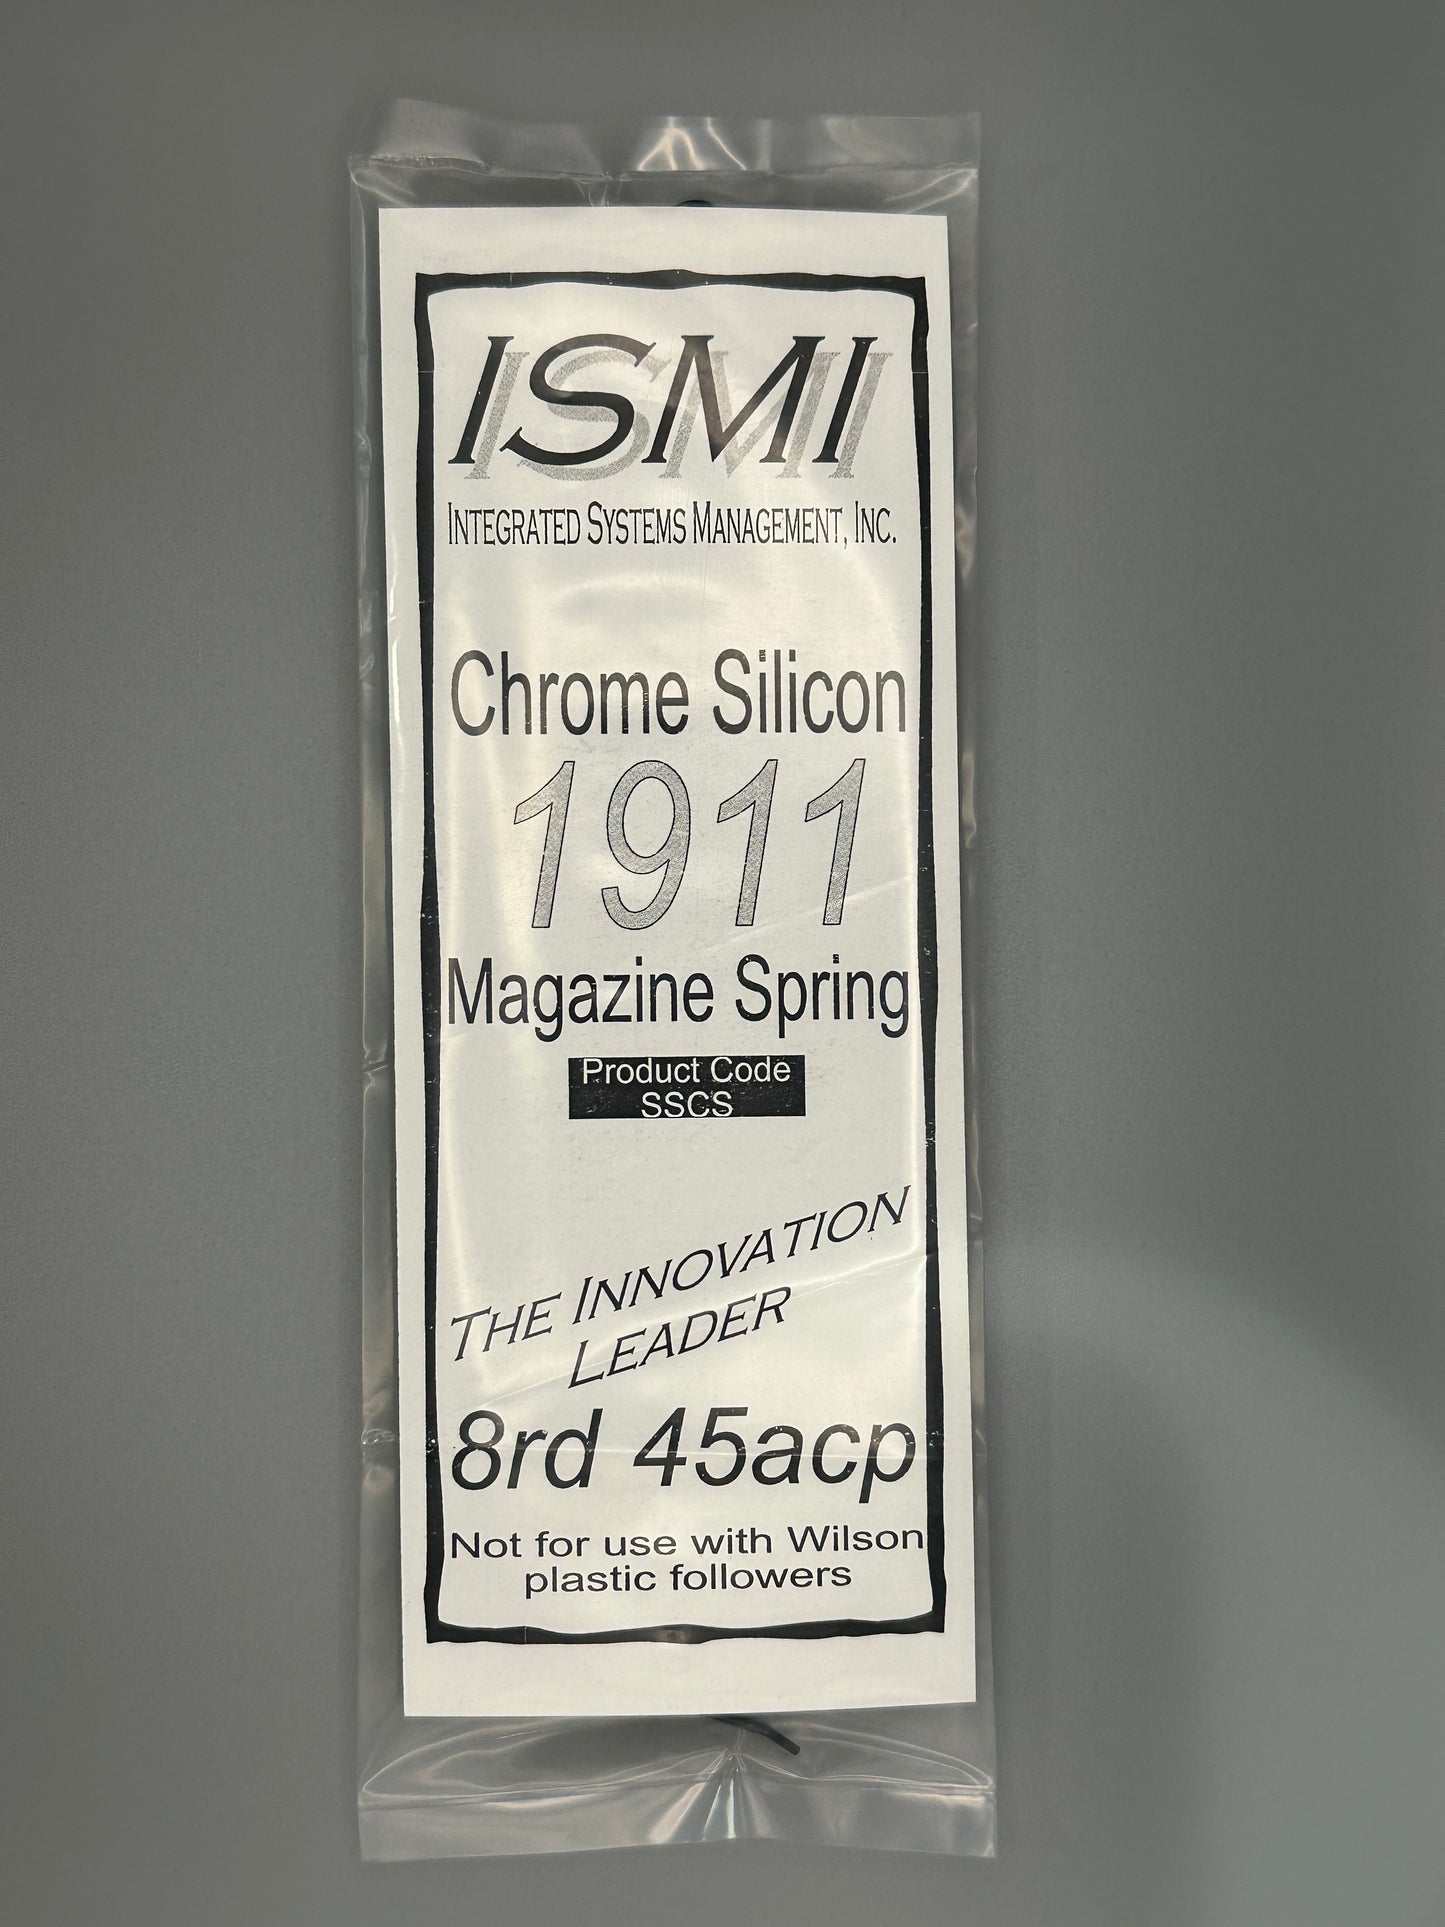 ISMI
INTEGRATED SYSTEMS MANAGEMENT, INC.
Chrome Silicon
1911
Magazine Spring
Product Code
SSCS
THE INNOVATION
LEADER
8rd 45acp
Not for use with Wilson
plastic followers